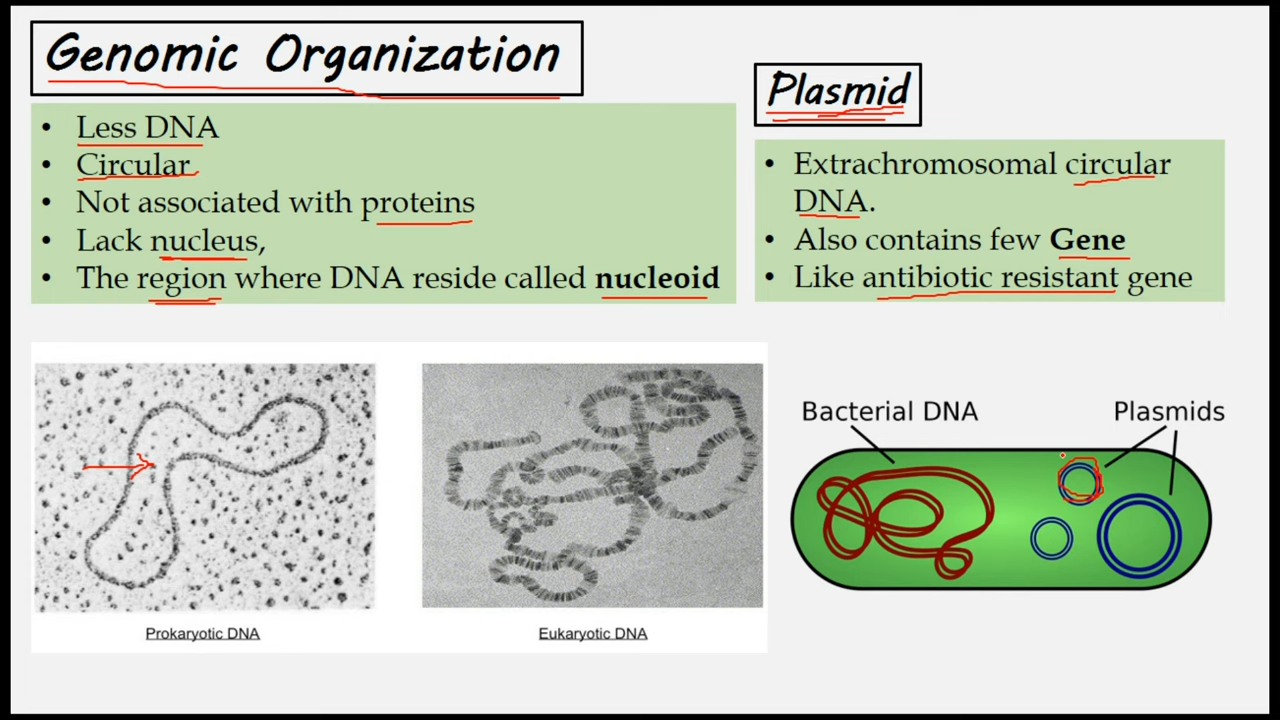 Genomic Organization
• Less DNA
• Circular
• Not associated with proteins
• Lack nucleus,
• The region where DNA reside called nucleoid
Plasmid
• Extrachromosomal circular
DNA.
• Also contains few Gene
• Like antibiotic resistant gene
Prokaryotic DNA
Eukaryotic DNA
Bacterial DNA
Plasmids